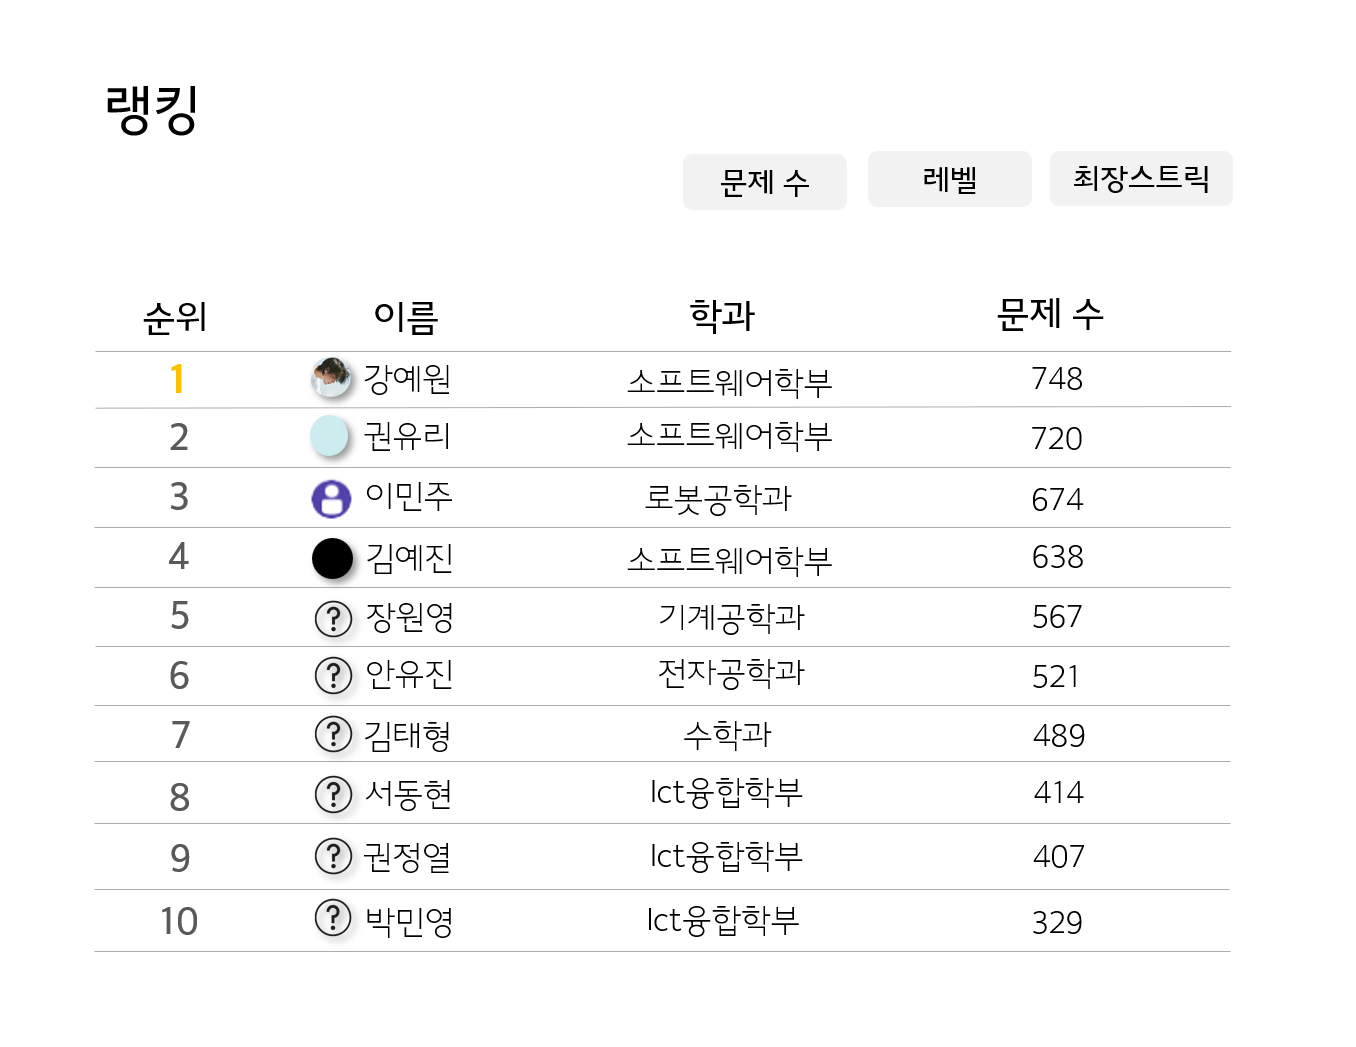 랭킹
문제 수 레벨 최장스트릭
순위 이름 학과 문제 수
1 강예원 소프트웨어학부 748
2 권유리 소프트웨어학부 720
3 이민주 로봇공학과 674
4 김예진 소프트웨어학부 638
5 ? 장원영 기계공학과 567
6 ? 안유진 전자공학과 521
7 ? 김태형 수학과 489
8 ? 서동현 Ict융합학부 414
9 ? 권정열 Ict융합학부 407
10 ? 박민영 Ict융합학부 329